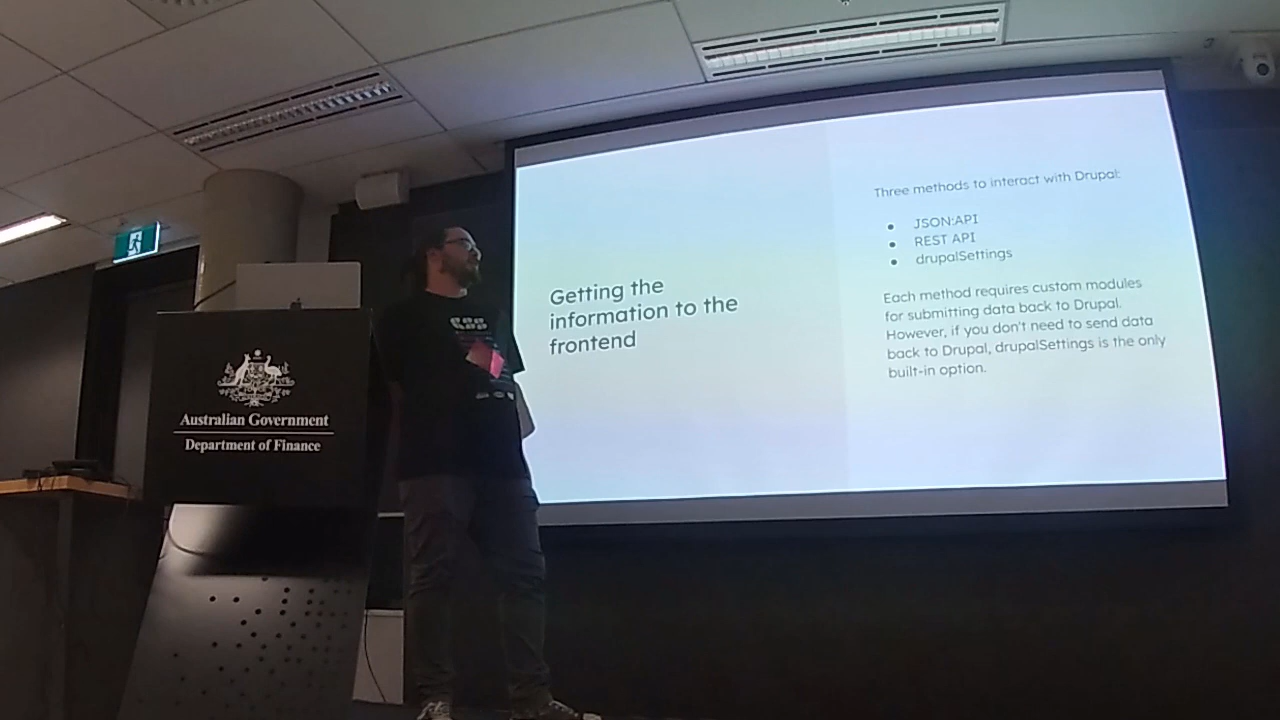 Three methods to interact with Drupal:
JSON:API
REST API
drupalSettings
Getting the
information to the
frontend
Each method requires custom modules
for submitting data back to Drupal.
However, if you don't need to send data
back to Drupal, drupalSettings is the only
built-in option.
Australian Government
Department of Finance